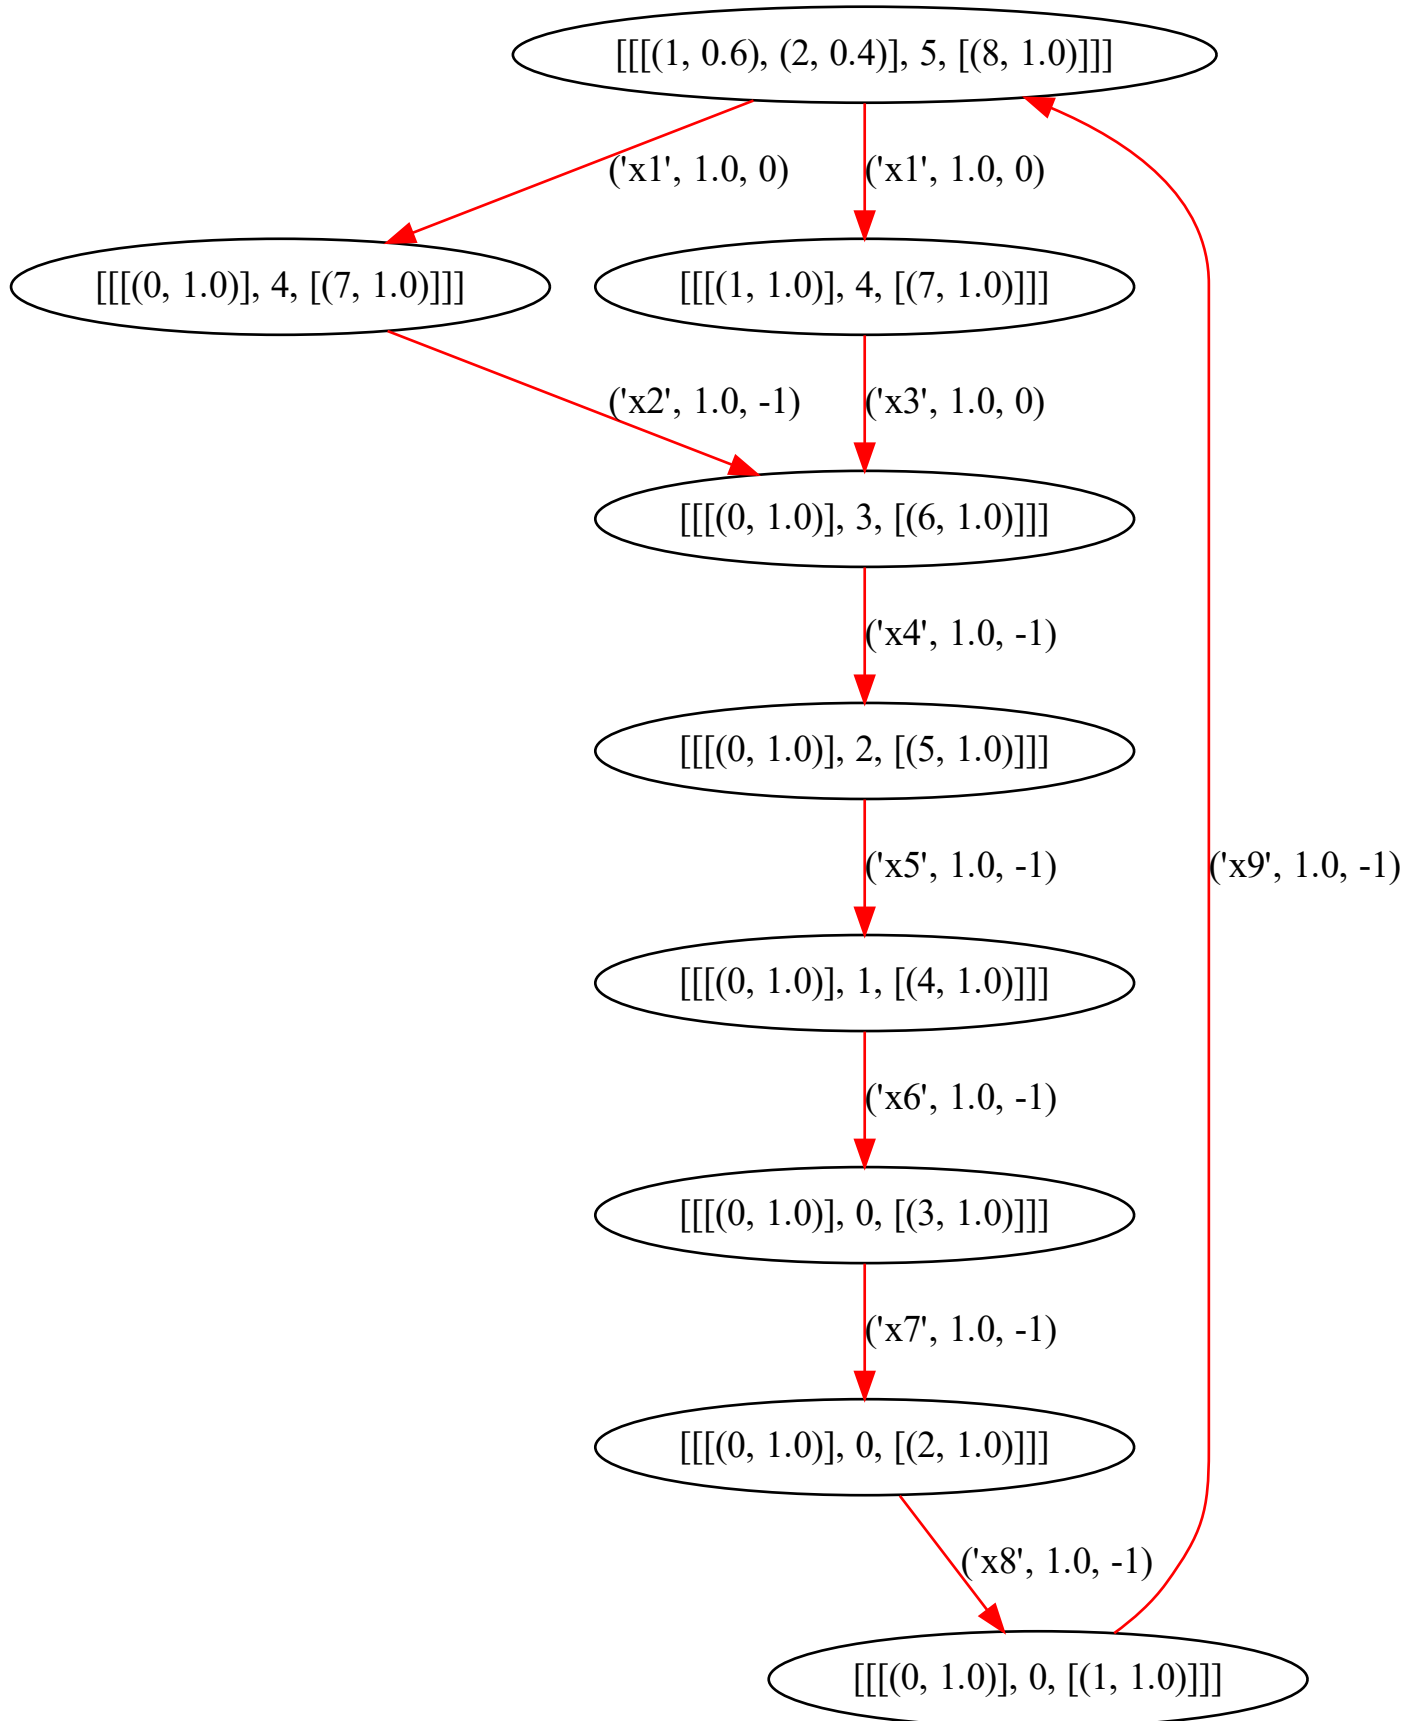 [[[(1, 0.6), (2, 0.4)], 5, [(8, 1.0)]]]
('x1', 1.0, 0)
('x1', 1.0, 0)
[[[(0, 1.0)], 4, [(7, 1.0)]]]
[[[(1, 1.0)], 4, [(7, 1.0)]]]
('x2', 1.0, -1)
('x3', 1.0, 0)
[[[(0, 1.0)], 3, [(6, 1.0)]]]
('x4', 1.0, -1)
[[[(0, 1.0)], 2, [(5, 1.0)]]]
('x5', 1.0, -1)
('x9', 1.0, -1)
[[[(0, 1.0)], 1, [(4, 1.0)]]]
('x6', 1.0, -1)
[[[(0, 1.0)], 0, [(3, 1.0)]]]
('x7', 1.0, -1)
[[[(0, 1.0)], 0, [(2, 1.0)]]]
('x8', 1.0, -1)
[[[(0, 1.0)], 0, [(1, 1.0)]]]